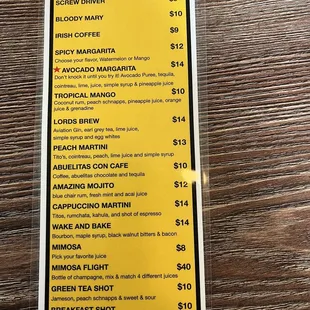 SCREW DRIVER
BLOODY MARY $10
IRISH COFFEE $9
SPICY MARGARITA $12
Choose your flavor, Watermelon or Mango
★AVOCADO MARGARITA $14
Don't knock it until you try it! Avocado Puree, tequila,
cointreau, lime, juice, simple syrup & pineapple juice
TROPICAL MANGO $10
Coconut rum, peach schnapps, pineapple juice, orange
juice & grenadine
LORDS BREW $14
Aviation Gin, earl grey tea, lime juice,
simple syrup and egg whites
PEACH MARTINI $13
Tito's, cointreau, peach, lime juice and simple syrup
ABUELITAS CON CAFE $10
Coffee, abuelitas chocolate and tequila
AMAZING MOJITO $12
blue chair rum, fresh mint and acai juice
CAPPUCCINO MARTINI $14
Titos, rumchata, kahula, and shot of espresso
WAKE AND BAKE $14
Bourbon, maple syrup, black walnut bitters & bacon
MIMOSA $8
Pick your favorite juice
MIMOSA FLIGHT $40
Bottle of champagne, mix & match 4 different juices
GREEN TEA SHOT $10
Jameson, peach schnapps & sweet & sour
BREAKFAST SHOT $10